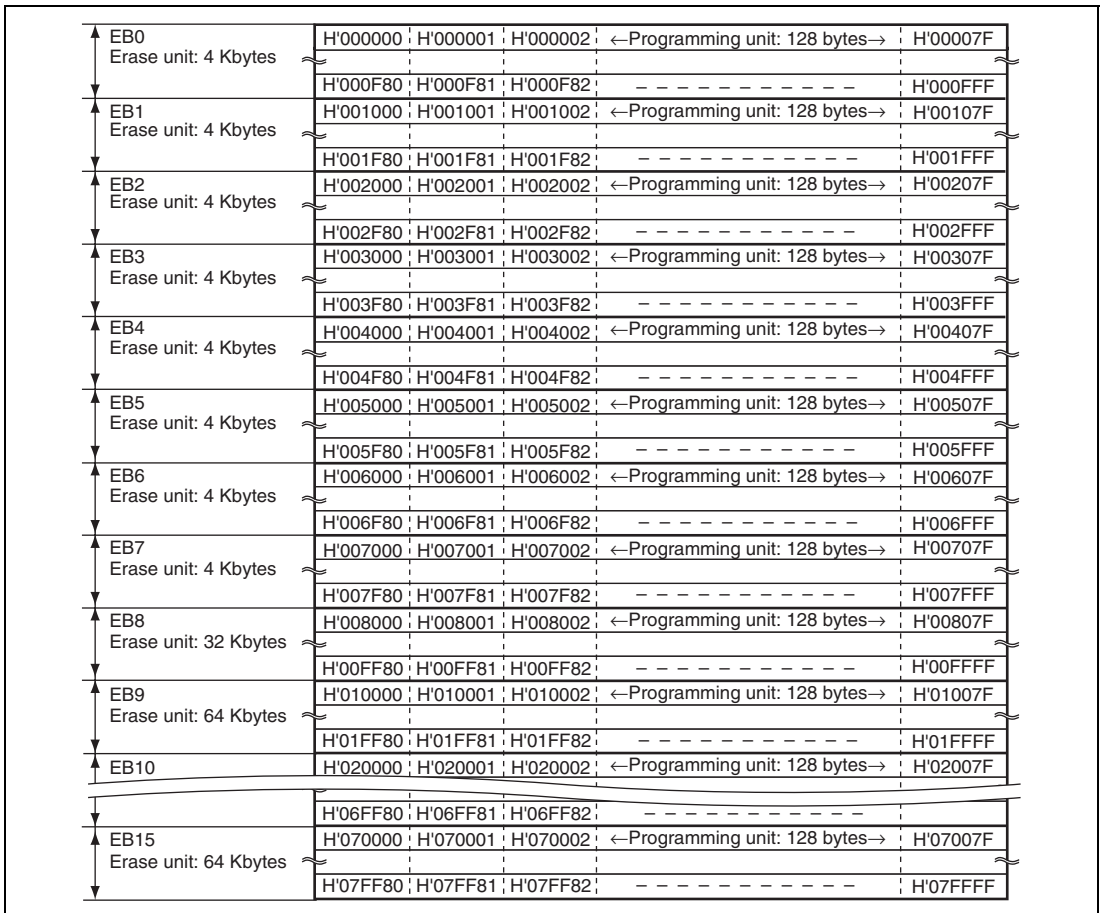 EB0 H'000000 H'000001 H'000002 ←Programming unit: 128 bytes→ H'00007F
Erase unit: 4 Kbytes
H'000F80 H'000F81 H'000F82 – – – – – – – – – – – H'000FFF
EB1 H'001000 H'001001 H'001002 ←Programming unit: 128 bytes→ H'00107F
Erase unit: 4 Kbytes
H'001F80 H'001F81 H'001F82 – – – – – – – – – – – H'001FFF
EB2 H'002000 H'002001 H'002002 ←Programming unit: 128 bytes→ H'00207F
Erase unit: 4 Kbytes
H'002F80 H'002F81 H'002F82 – – – – – – – – – – – H'002FFF
EB3 H'003000 H'003001 H'003002 ←Programming unit: 128 bytes→ H'00307F
Erase unit: 4 Kbytes
H'003F80 H'003F81 H'003F82 – – – – – – – – – – – H'003FFF
EB4 H'004000 H'004001 H'004002 ←Programming unit: 128 bytes→ H'00407F
Erase unit: 4 Kbytes
H'004F80 H'004F81 H'004F82 – – – – – – – – – – – H'004FFF
EB5 H'005000 H'005001 H'005002 ←Programming unit: 128 bytes→ H'00507F
Erase unit: 4 Kbytes
H'005F80 H'005F81 H'005F82 – – – – – – – – – – – H'005FFF
EB6 H'006000 H'006001 H'006002 ←Programming unit: 128 bytes→ H'00607F
Erase unit: 4 Kbytes
H'006F80 H'006F81 H'006F82 – – – – – – – – – – – H'006FFF
EB7 H'007000 H'007001 H'007002 ←Programming unit: 128 bytes→ H'00707F
Erase unit: 4 Kbytes
H'007F80 H'007F81 H'007F82 – – – – – – – – – – – H'007FFF
EB8 H'008000 H'008001 H'008002 ←Programming unit: 128 bytes→ H'00807F
Erase unit: 32 Kbytes
H'00FF80 H'00FF81 H'00FF82 – – – – – – – – – – – H'00FFFF
EB9 H'010000 H'010001 H'010002 ←Programming unit: 128 bytes→ H'01007F
Erase unit: 64 Kbytes
H'01FF80 H'01FF81 H'01FF82 – – – – – – – – – – – H'01FFFF
EB10 H'020000 H'020001 H'020002 ←Programming unit: 128 bytes→ H'02007F
H'06FF80 H'06FF81 H'06FF82 – – – – – – – – – – –
EB15 H'070000 H'070001 H'070002 ←Programming unit: 128 bytes→ H'07007F
Erase unit: 64 Kbytes
H'07FF80 H'07FF81 H'07FF82 – – – – – – – – – – – H'07FFFF